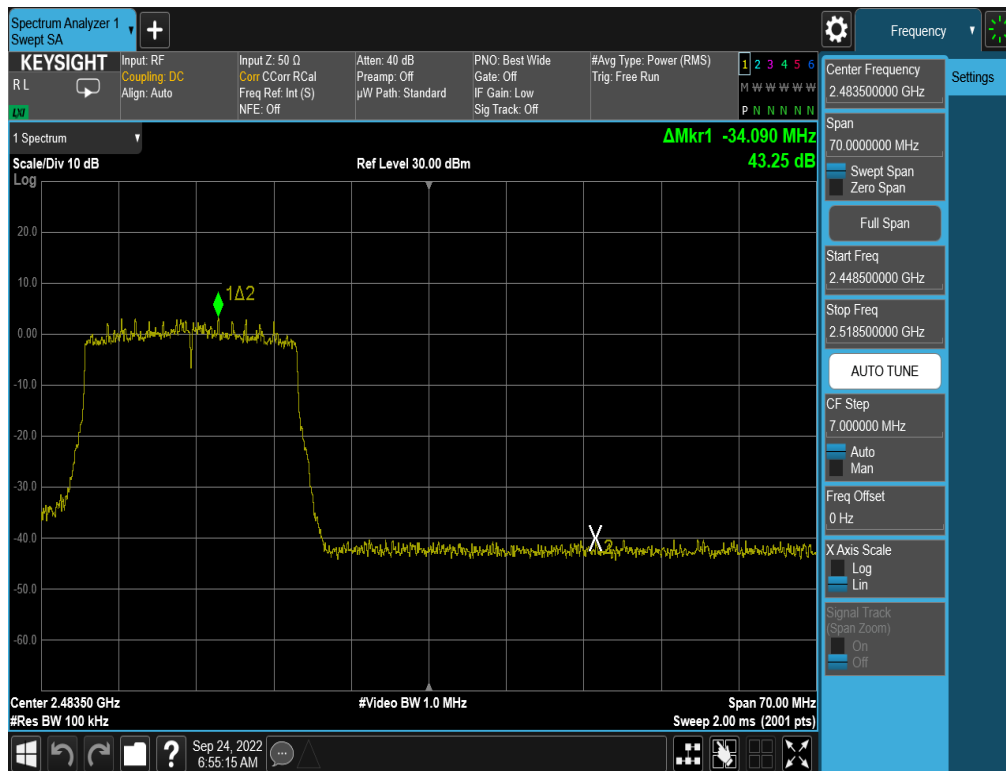 Spectrum Analyzer 1
Swept SA
Frequency
KEYSIGHT
R L
LXI
Input: RF
Coupling: DC
Align: Auto
Input Z: 50 Ω
Corr CCorr RCal
Freq Ref: Int (S)
NFE: Off
Atten: 40 dB
Preamp: Off
µW Path: Standard
PNO: Best Wide
Gate: Off
IF Gain: Low
Sig Track: Off
#Avg Type: Power (RMS)
Trig: Free Run
1 2 3 4 5 6
M W W W W W
P N N N N N
1 Spectrum
Scale/Div 10 dB
Ref Level 30.00 dBm
ΔMkr1 -34.090 MHz
43.25 dB
Log
20.0
10.0
0.00
-10.0
-20.0
-30.0
-40.0
-50.0
-60.0
1Δ2
X2
Center 2.48350 GHz
#Video BW 1.0 MHz
Span 70.00 MHz
#Res BW 100 kHz
Sweep 2.00 ms (2001 pts)
Center Frequency
2.483500000 GHz
Settings
Span
70.0000000 MHz
Swept Span
Zero Span
Full Span
Start Freq
2.448500000 GHz
Stop Freq
2.518500000 GHz
AUTO TUNE
CF Step
7.000000 MHz
Auto
Man
Freq Offset
0 Hz
X Axis Scale
Log
Lin
Signal Track
(Span Zoom)
On
Off
?
Sep 24, 2022
6:55:15 AM